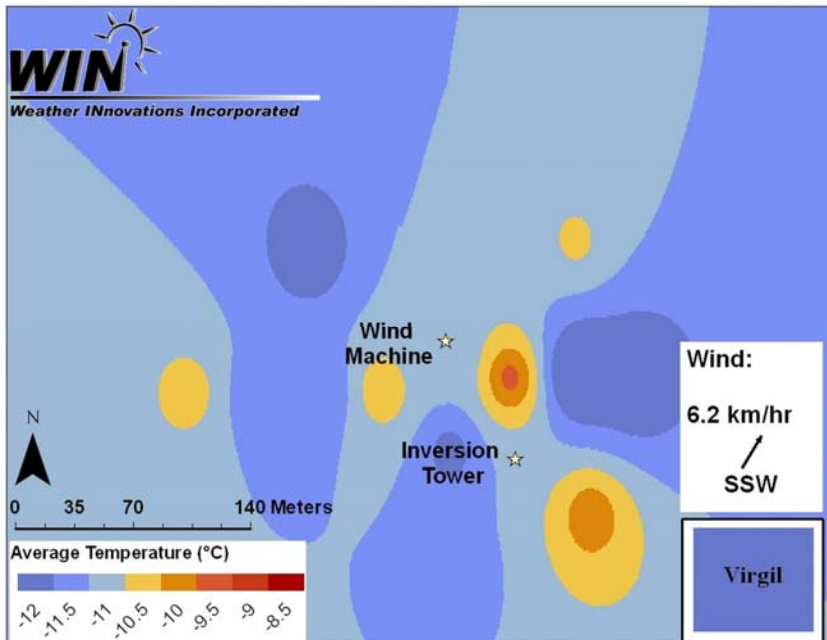 WIN
Weather INnovations Incorporated
Wind
Machine
Wind:
6.2 km/hr
SSW
N
Inversion
Tower
0 35 70 140 Meters
Average Temperature (°C)
-12 -11.5 -11 -10.5 -10 -9.5 -9 -8.5
Virgil